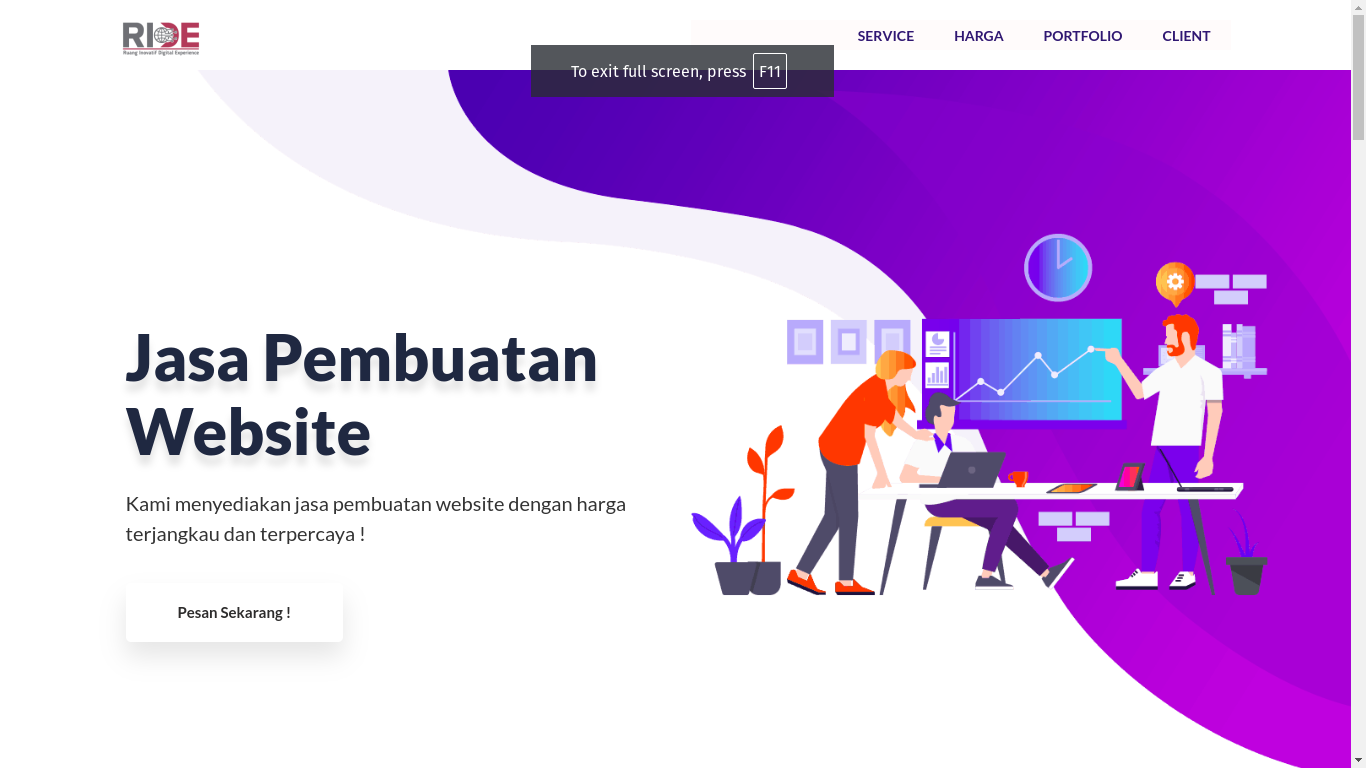 RIDE
Ruang Inovatif Digital Experience
SERVICE HARGA PORTFOLIO CLIENT
To exit full screen, press F11
Jasa Pembuatan
Website
Kami menyediakan jasa pembuatan website dengan harga
terjangkau dan terpercaya !
Pesan Sekarang !